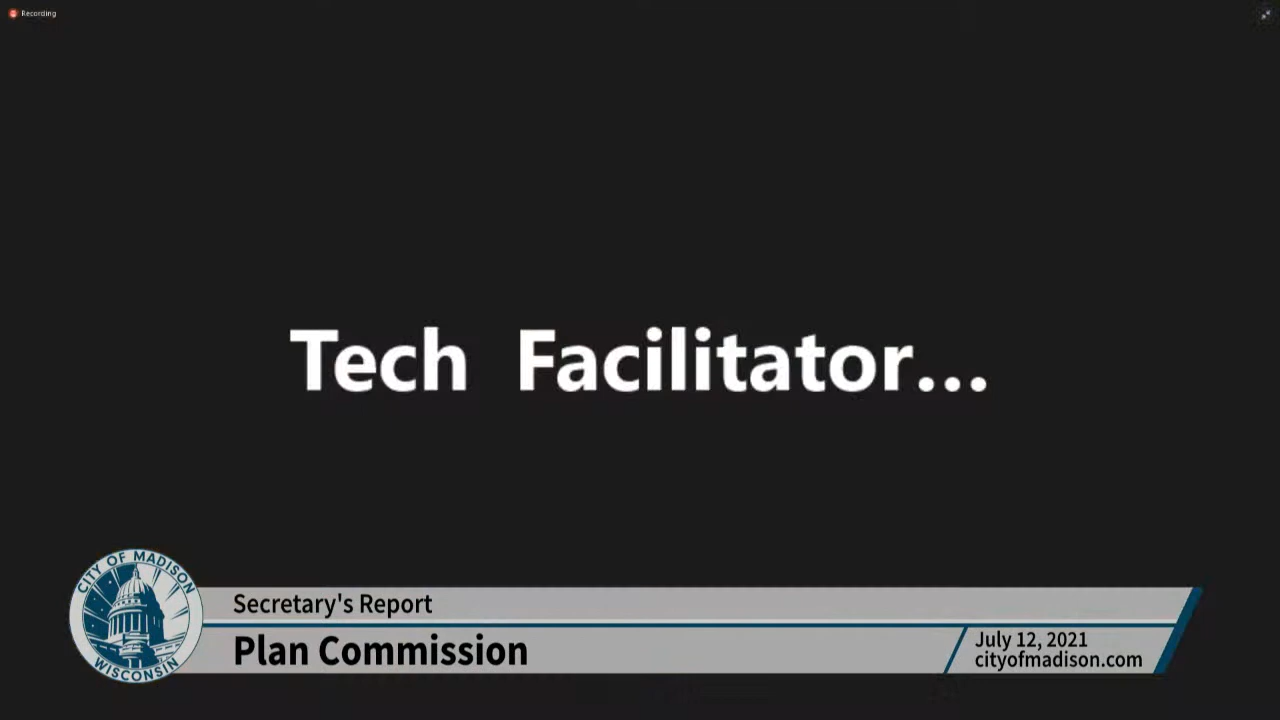 Recording
Tech Facilitator...
CITY OF MADISON
WISCONSIN
Secretary's Report
Plan Commission
July 12, 2021
cityofmadison.com